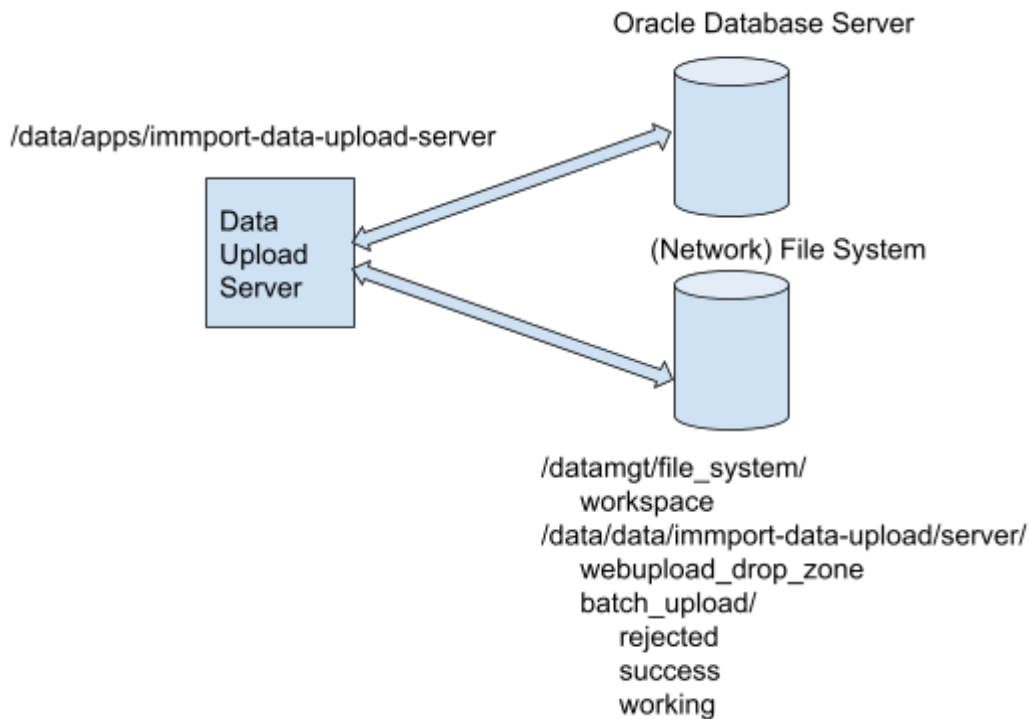 Oracle Database Server
/data/apps/immport-data-upload-server
Data
Upload
Server
(Network) File System
/datamgt/file_system/
workspace
/data/data/immport-data-upload/server/
webupload_drop_zone
batch_upload/
rejected
success
working